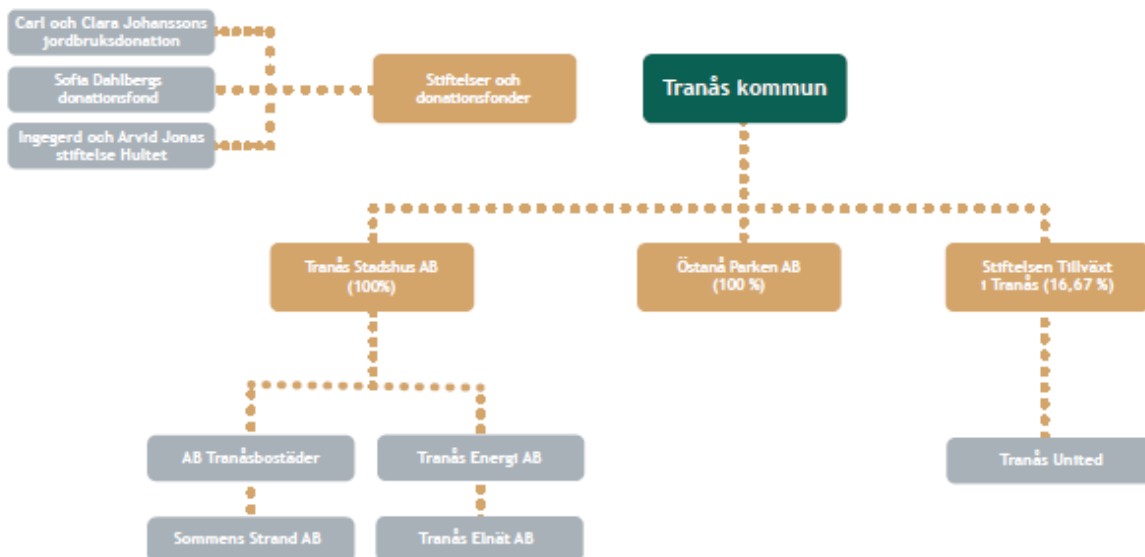 Carl och Clara Johanssons
jordbruksdonation
Sofia Dahlbergs
donationsfond
Ingegerd och Arvid Jonas
stiftelse Hultet
Stiftelser och
donationsfonder
Tranås kommun
Tranås Stadshus AB
(100%)
Östanå Parken AB
(100 %)
Stiftelsen Tillväxt
i Tranås (16,67 %)
AB Tranåsbostäder
Tranås Energi AB
Tranås United
Sommens Strand AB
Tranås Elnät AB